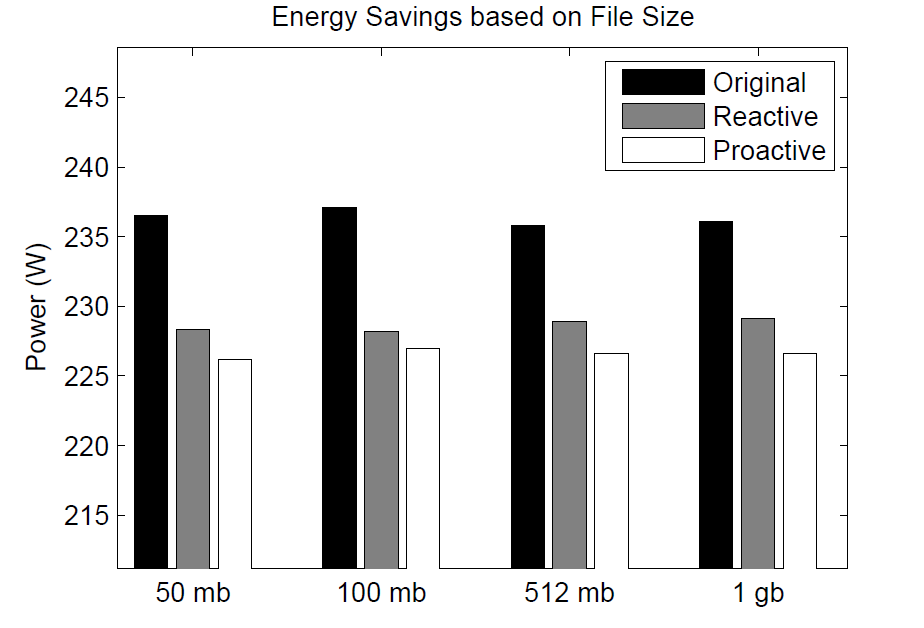 Energy Savings based on File Size
Original
Reactive
Proactive
Power (W)
245
240
235
230
225
220
215
50 mb
100 mb
512 mb
1 gb